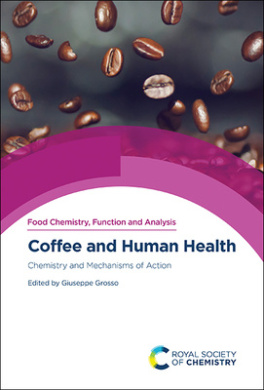 Food Chemistry, Function and Analysis
Coffee and Human Health
Chemistry and Mechanisms of Action
Edited by Giuseppe Grosso
ROYAL SOCIETY
OF CHEMISTRY